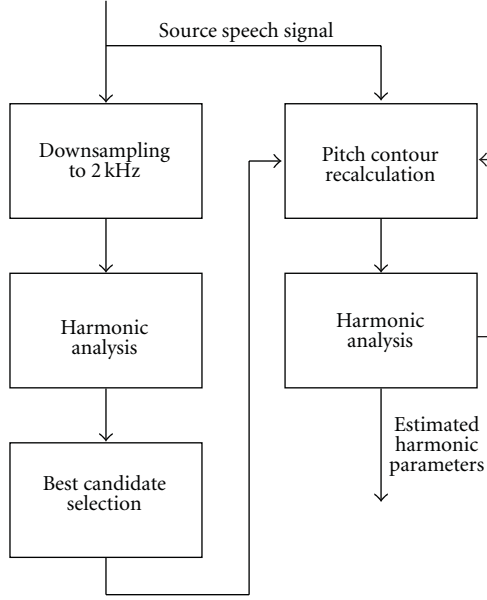 Source speech signal
Downsampling
to 2 kHz
Pitch contour
recalculation
Harmonic
analysis
Harmonic
analysis
Estimated
harmonic
parameters
Best candidate
selection